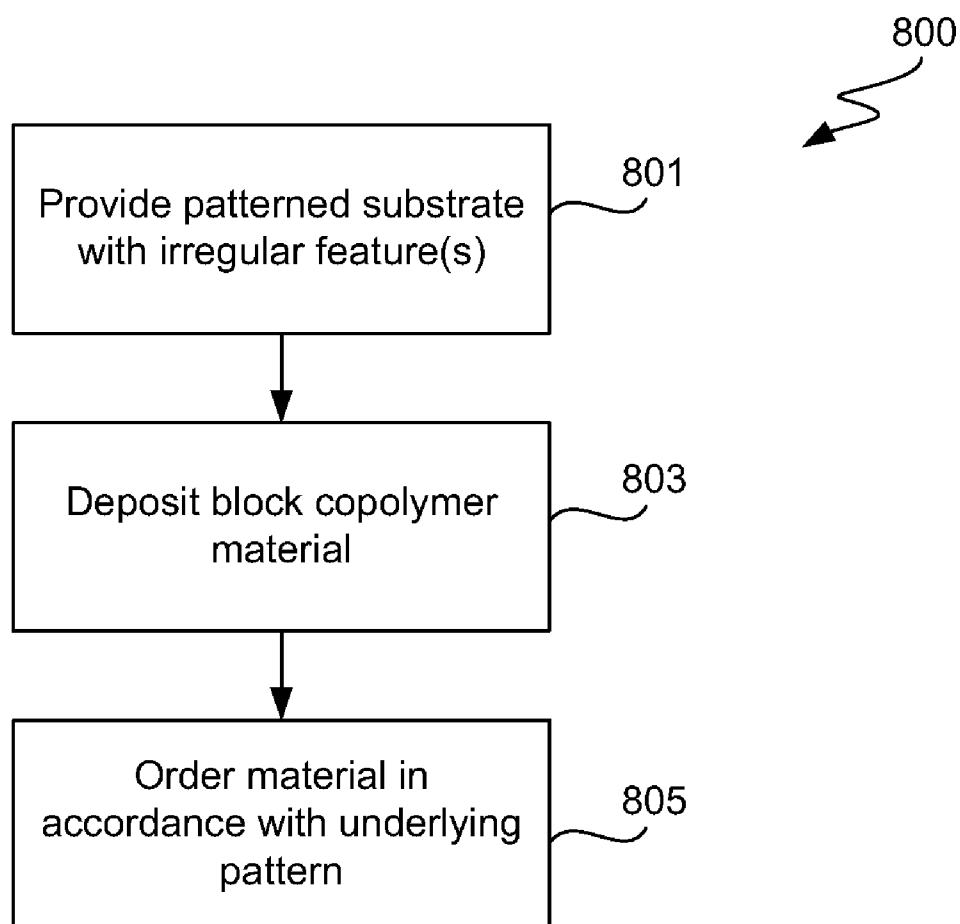 800
Provide patterned substrate
with irregular feature(s)
801
Deposit block copolymer
material
803
Order material in
accordance with underlying
pattern
805